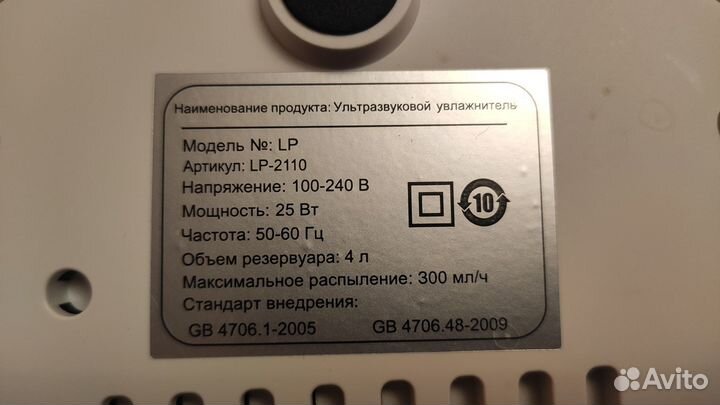 Наименование продукта: Ультразвуковой увлажнитель
Модель №: LP
Артикул: LP-2110
Напряжение: 100-240 В
Мощность: 25 Вт
Частота: 50-60 Гц
10
Объем резервуара: 4 л
Максимальное распыление: 300 мл/ч
Стандарт внедрения:
GB 4706.1-2005 GB 4706.48-2009
Avito